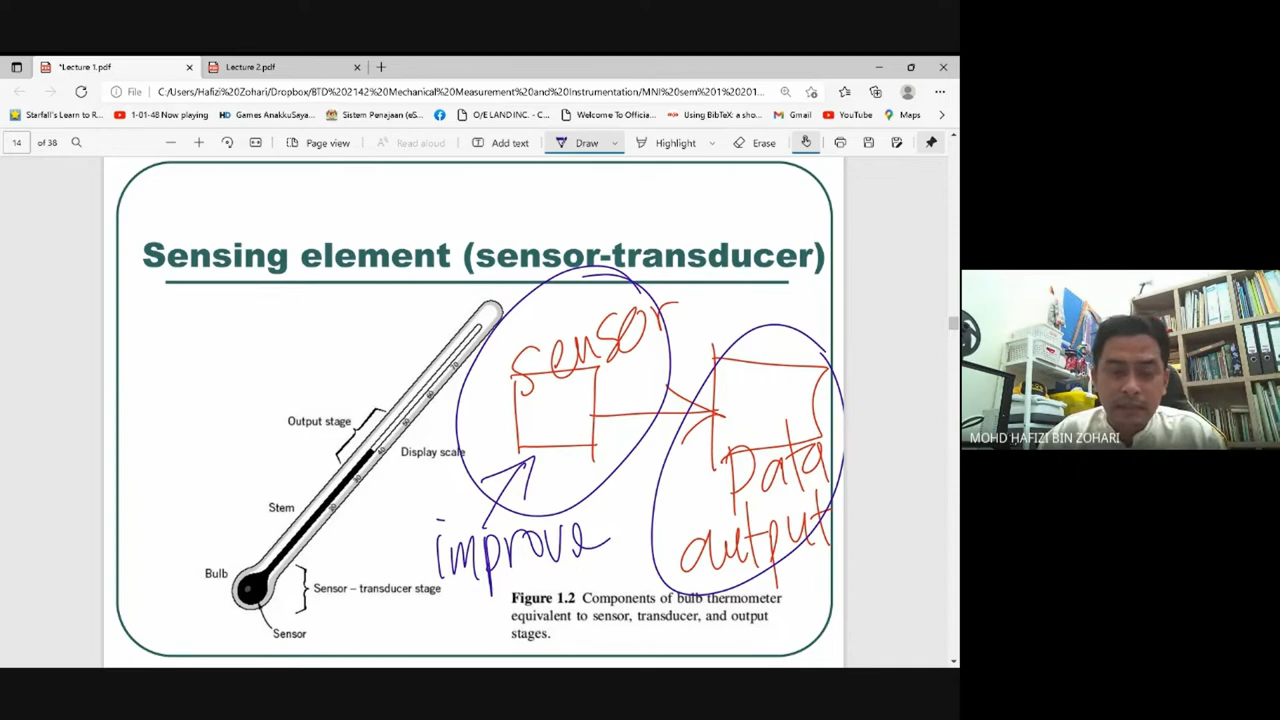 *Lecture 1.pdf
Lecture 2.pdf
File
C:/Users/Hafizi%20Zohari/Dropbox/BTD%202142%20Mechanical%20Measurement%20and%20Instrumentation/MNI%20sem%201%20201...
Starfall's Learn to R...
1-01-48 Now playing
Games AnakkuSaya...
Sistem Penajaan (eS...
O/E LAND INC. - C...
Welcome To Officia...
Using BibTeX: a sho...
Gmail
YouTube
Maps
14 of 38
Page view
Read aloud
Add text
Draw
Highlight
Erase
Sensing element (sensor-transducer)
sensor
Output stage
Display scale
Data
output
Stem
improve
Bulb
Sensor – transducer stage
Sensor
Figure 1.2 Components of bulb thermometer
equivalent to sensor, transducer, and output
stages.
MOHD HAFIZI BIN ZOHARI